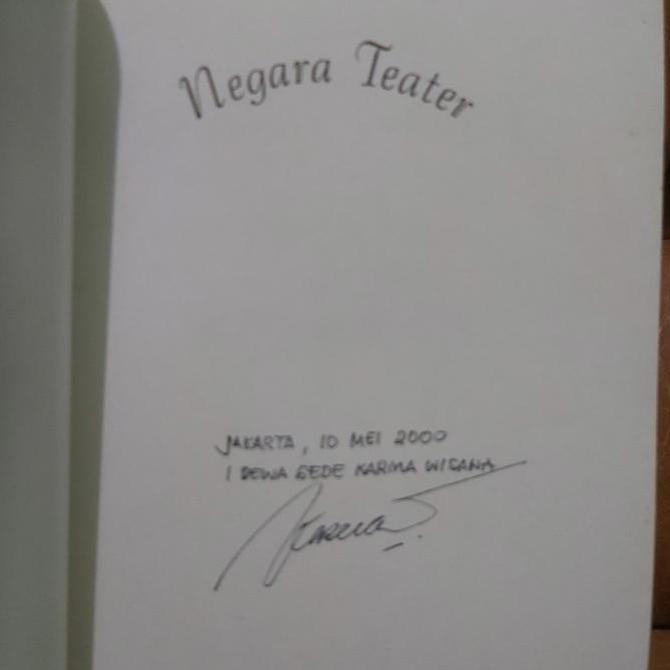 Negara Teater
JAKARTA, 10 MEI 2000
I DEWA GEDE KARMA WISANA